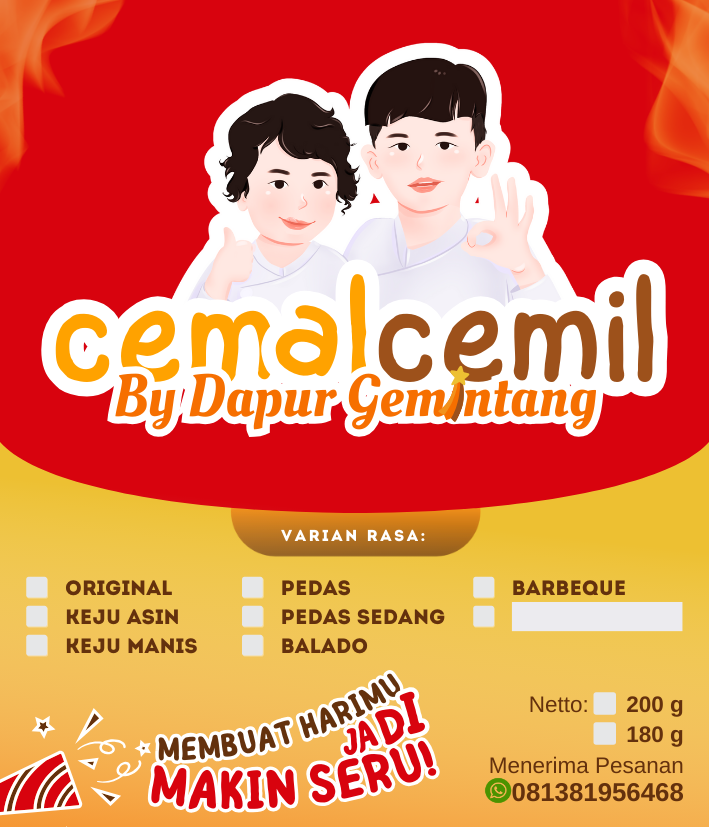 cemalcemil
By Dapur Gemintang
VARIAN RASA:
ORIGINAL
KEJU ASIN
KEJU MANIS
PEDAS
PEDAS SEDANG
BALADO
BARBEQUE
MEMBUAT HARIMU
JADI
MAKIN SERU!
Netto: 200 g
180 g
Menerima Pesanan
081381956468